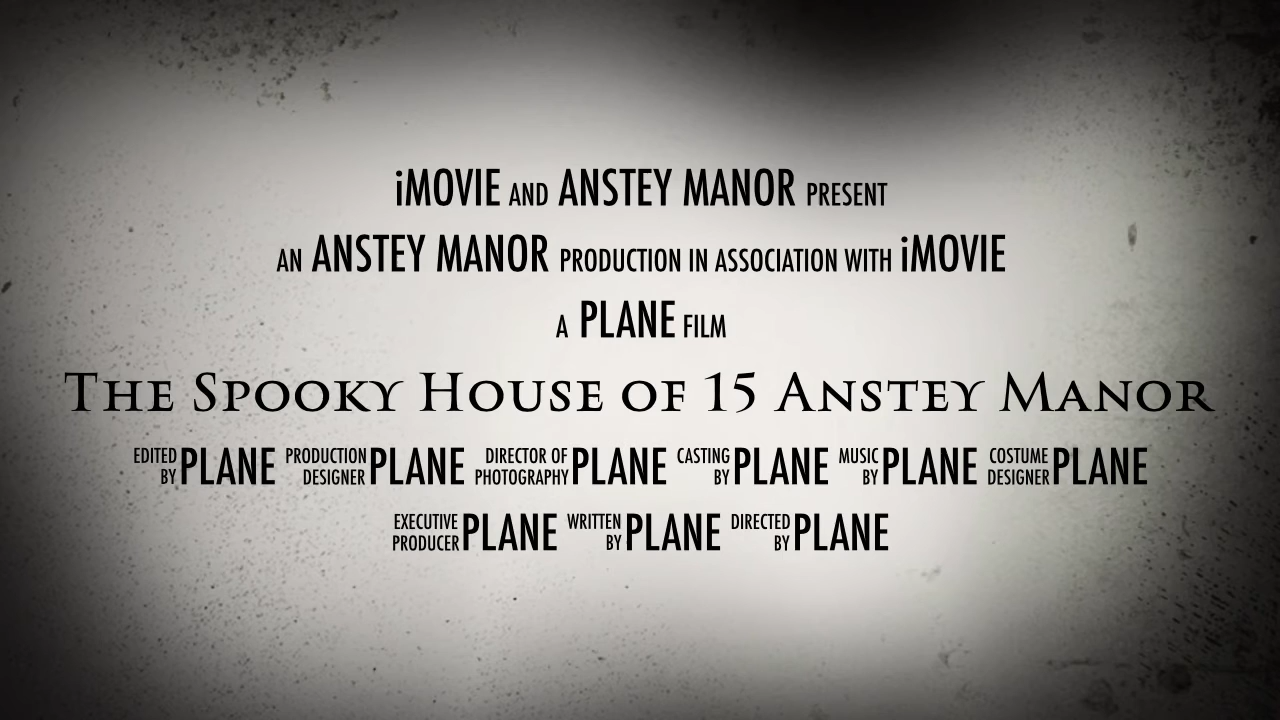 iMOVIE AND ANSTEY MANOR PRESENT
AN ANSTEY MANOR PRODUCTION IN ASSOCIATION WITH iMOVIE
A PLANE FILM
THE SPOOKY HOUSE OF 15 ANSTEY MANOR
EDITED BY PLANE PRODUCTION DESIGNER PLANE DIRECTOR OF PHOTOGRAPHY PLANE CASTING BY PLANE MUSIC BY PLANE COSTUME DESIGNER PLANE
EXECUTIVE PRODUCER PLANE WRITTEN BY PLANE DIRECTED BY PLANE